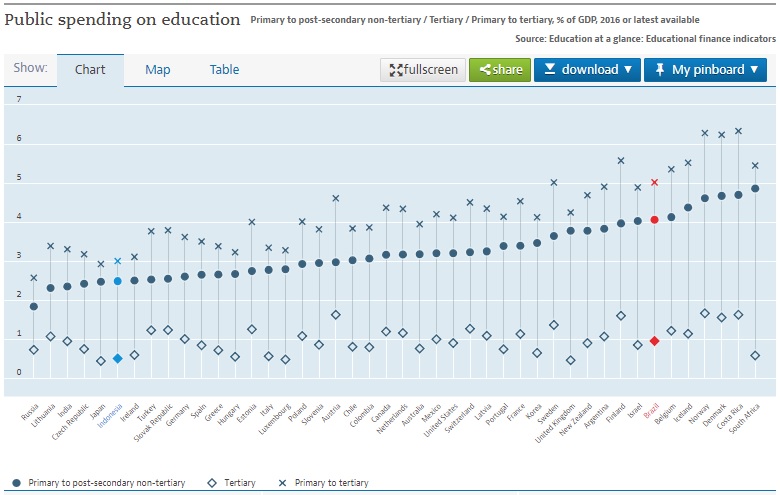 Public spending on education Primary to post-secondary non-tertiary / Tertiary / Primary to tertiary, % of GDP, 2016 or latest available
Source: Education at a glance: Educational finance indicators
Show: Chart Map Table fullscreen share download My pinboard
7
6
5
4
3
2
1
0
Russia Lithuania India Czech Republic Japan Indonesia Ireland Turkey Slovak Republic Germany Spain Greece Hungary Estonia Italy Luxembourg Poland Slovenia Austria Chile Colombia Canada Netherlands Australia Mexico United States Switzerland Latvia Portugal France Korea Sweden United Kingdom New Zealand Argentina Finland Israel Brazil Belgium Iceland Norway Denmark Costa Rica South Africa
Primary to post-secondary non-tertiary Tertiary Primary to tertiary